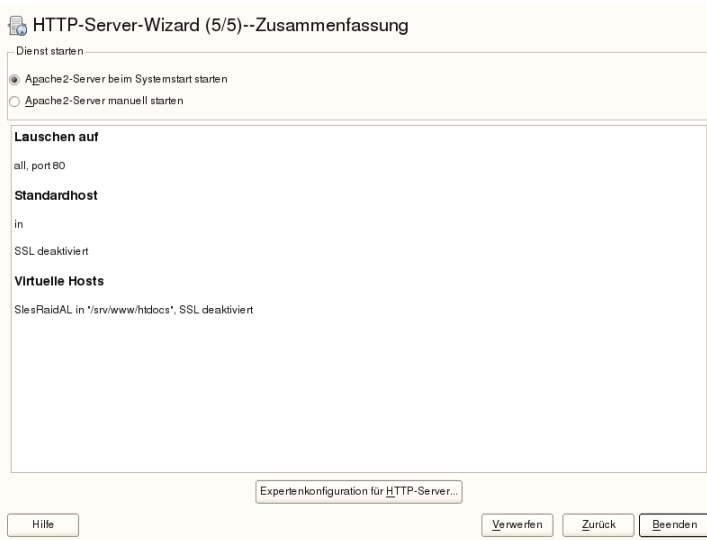 HTTP-Server-Wizard (5/5)--Zusammenfassung
Dienst starten
Apache2-Server beim Systemstart starten
Apache2-Server manuell starten
Lauschen auf
all, port 80
Standardhost
in
SSL deaktiviert
Virtuelle Hosts
SlesRaidAL in "/srv/www/htdocs", SSL deaktiviert
Expertenkonfiguration für HTTP-Server...
Hilfe
Verwerfen
Zurück
Beenden